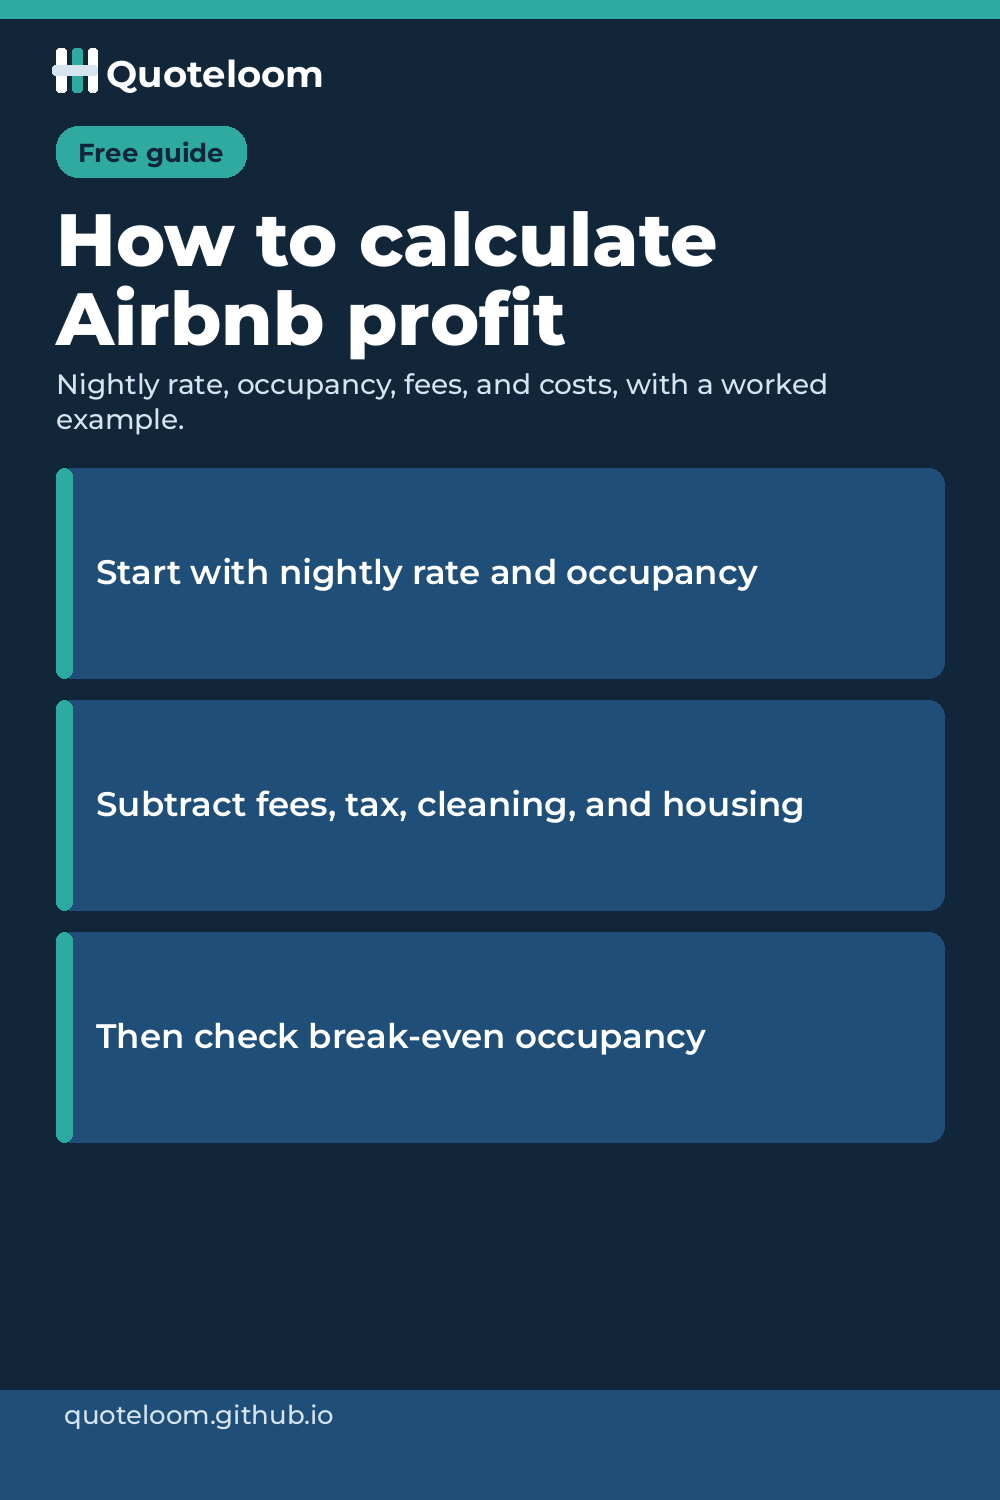 Quoteloom
Free guide
How to calculate
Airbnb profit
Nightly rate, occupancy, fees, and costs, with a worked
example.
Start with nightly rate and occupancy
Subtract fees, tax, cleaning, and housing
Then check break-even occupancy
quoteloom.github.io